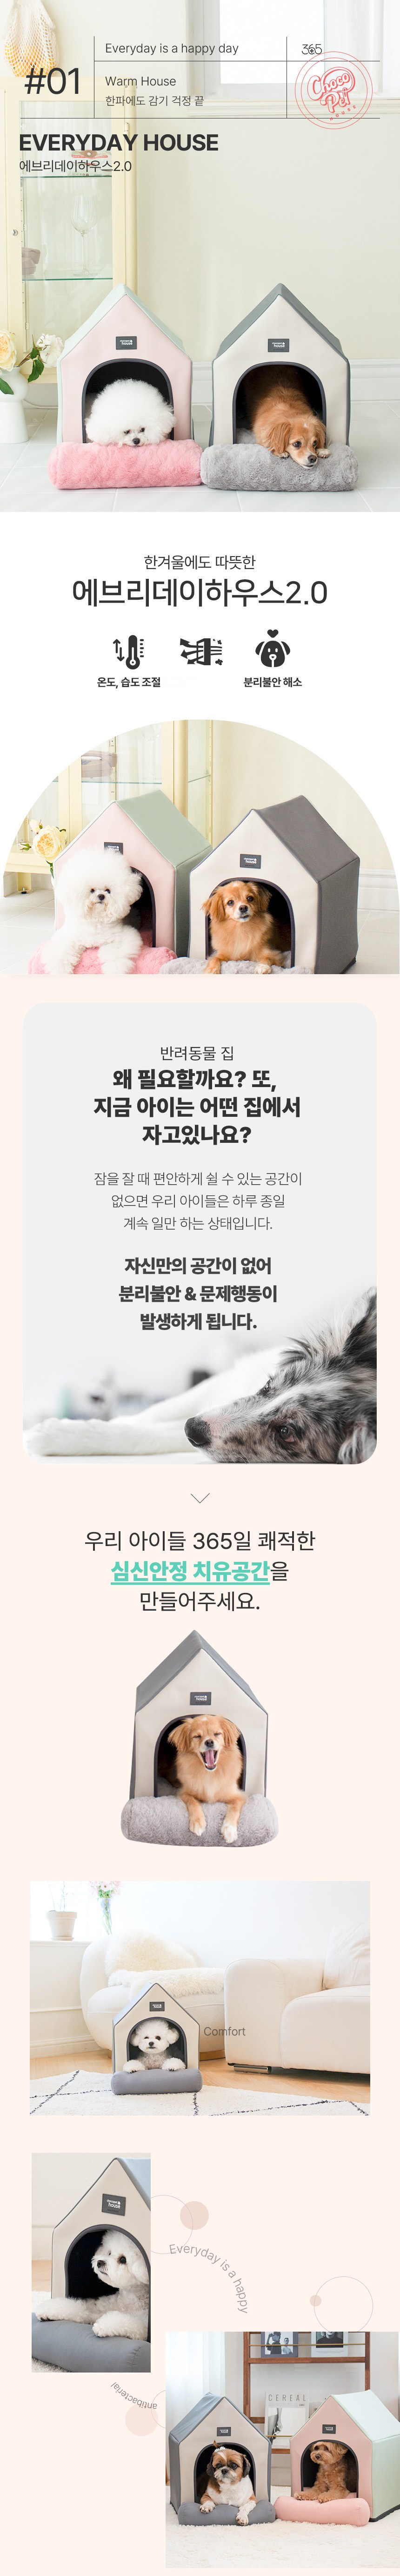 #01
Everyday is a happy day
365
Warm House
한파에도 감기 걱정 끝
Choco Pet
EVERYDAY HOUSE
에브리데이하우스2.0
한겨울에도 따뜻한
에브리데이하우스2.0
온도, 습도 조절
분리불안 해소
반려동물 집
왜 필요할까요? 또,
지금 아이는 어떤 집에서
자고있나요?
잠을 잘 때 편안하게 쉴 수 있는 공간이
없으면 우리 아이들은 하루 종일
계속 일만 하는 상태입니다.
자신만의 공간이 없어
분리불안 & 문제행동이
발생하게 됩니다.
우리 아이들 365일 쾌적한
심신안정 치유공간을
만들어주세요.
Comfort
Everyday is a happy
antibacterial
CEREAL